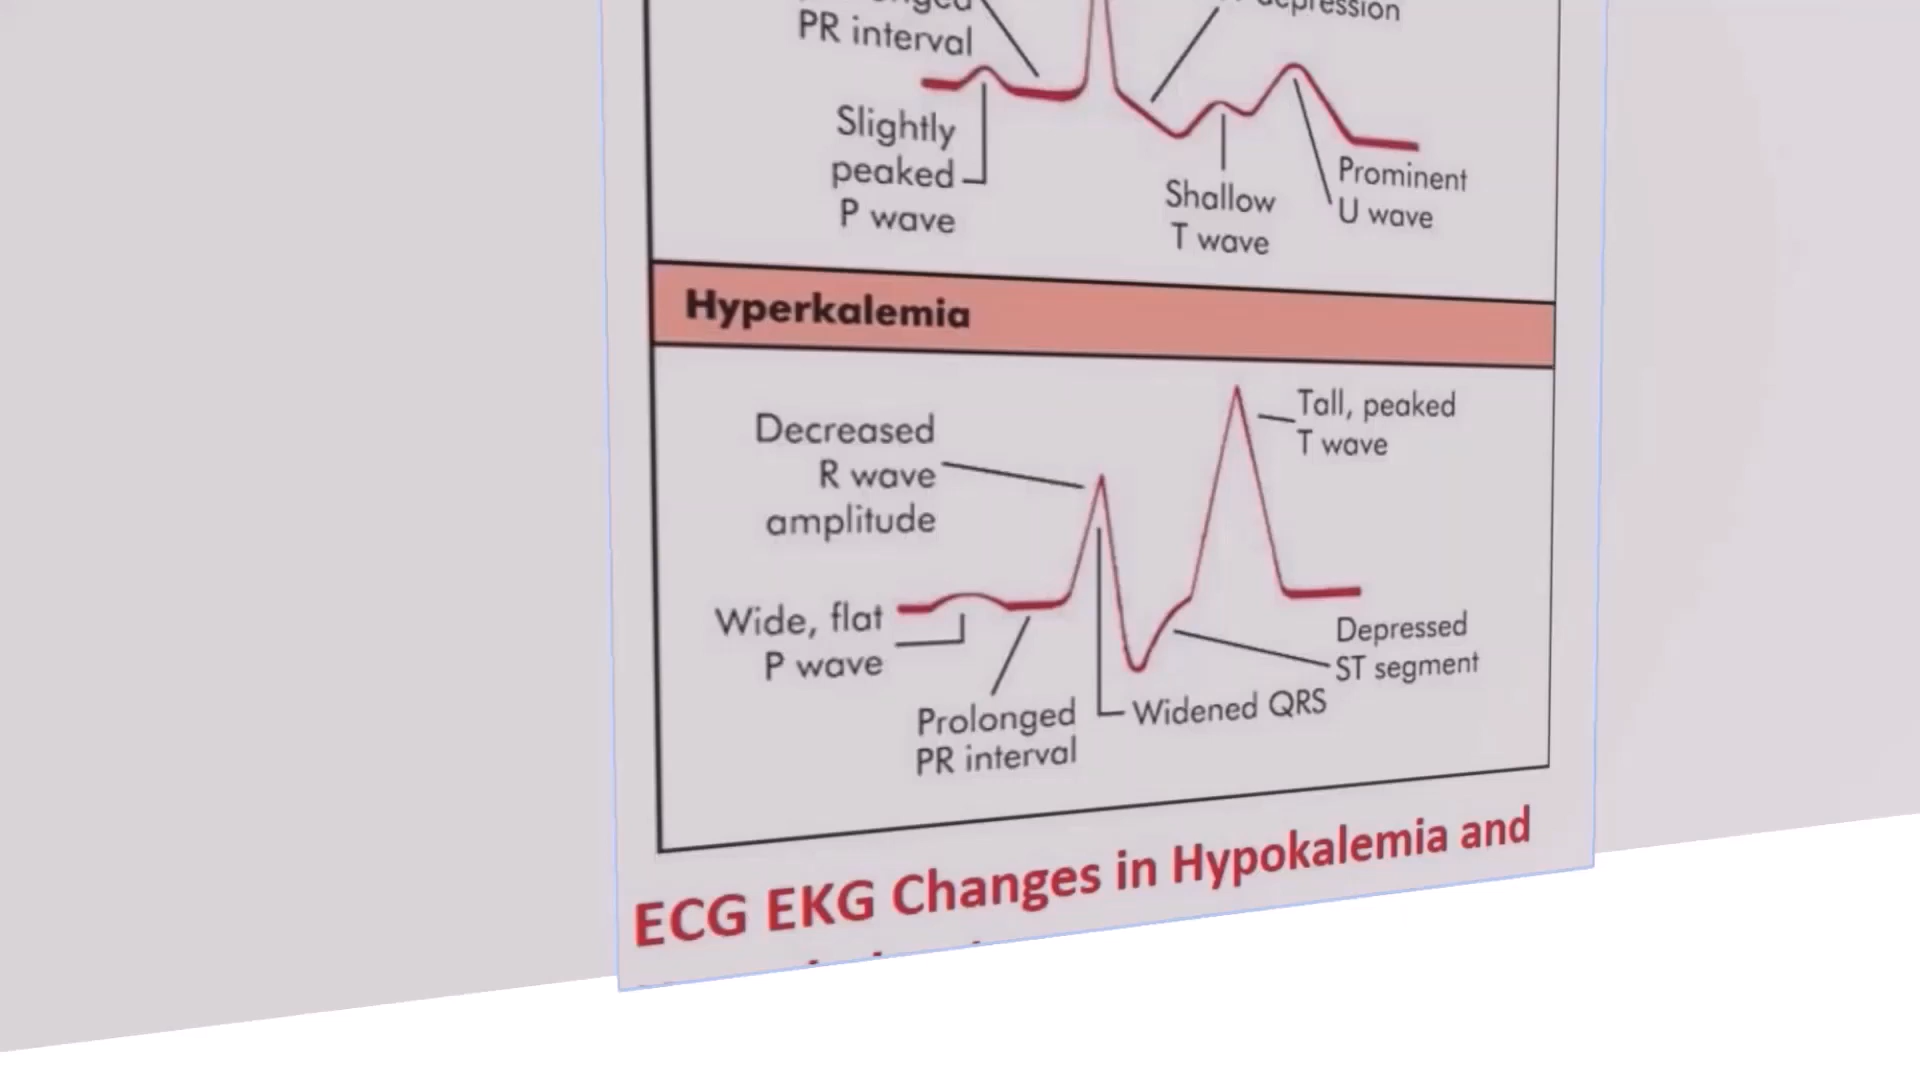 PR interval
depression
Slightly
peaked
P wave
Shallow
T wave
Prominent
U wave
Hyperkalemia
Decreased
R wave
amplitude
Tall, peaked
T wave
Wide, flat
P wave
Prolonged
PR interval
Widened QRS
Depressed
ST segment
ECG EKG Changes in Hypokalemia and